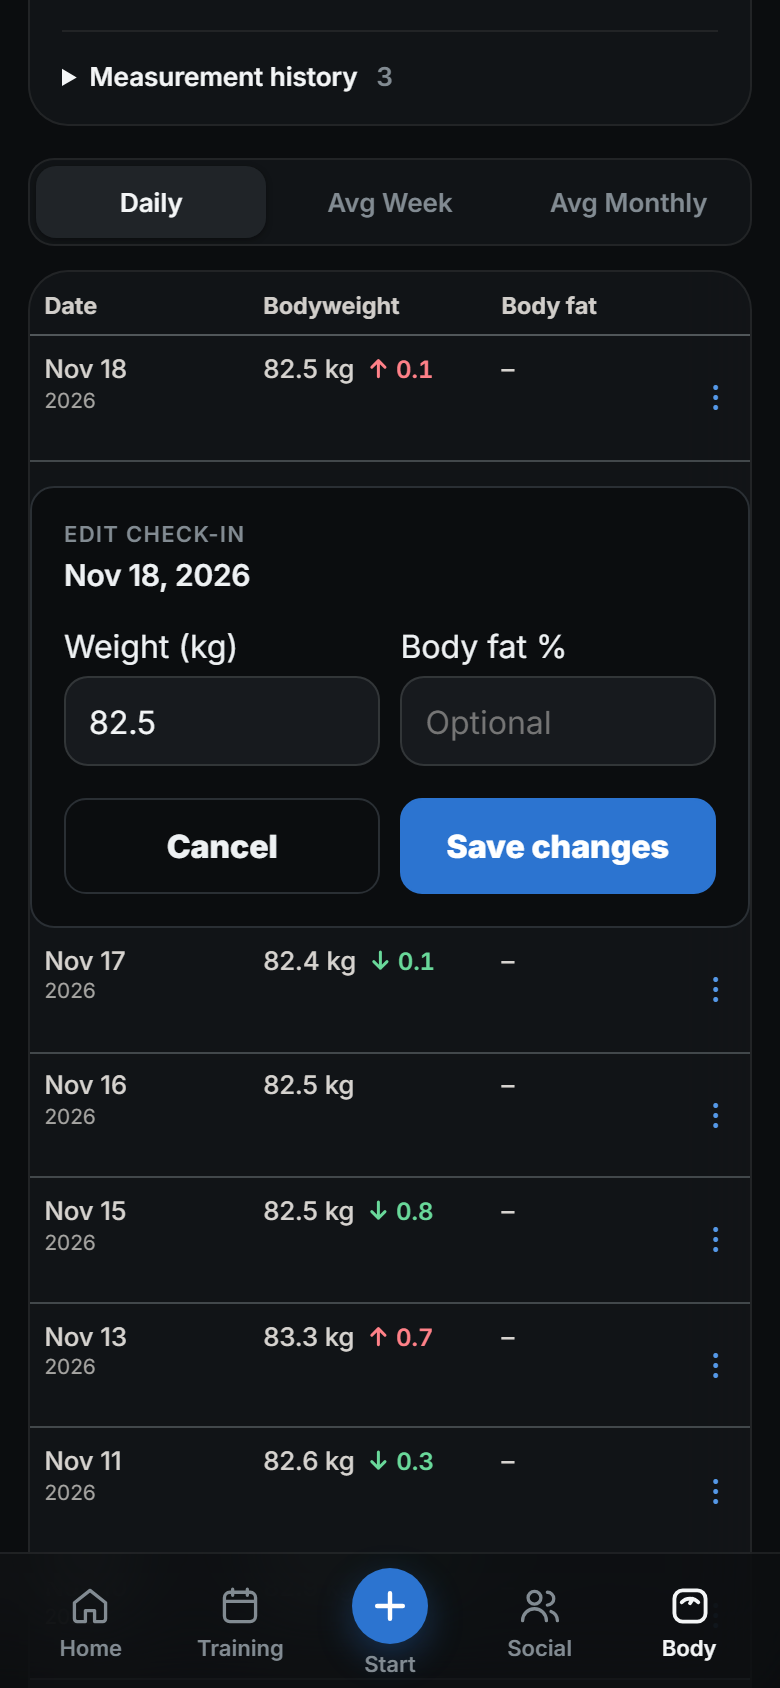 Measurement history 3
Daily Avg Week Avg Monthly
Date Bodyweight Body fat
Nov 18 82.5 kg ↑ 0.1 –
2026
EDIT CHECK-IN
Nov 18, 2026
Weight (kg) Body fat %
82.5 Optional
Cancel Save changes
Nov 17 82.4 kg ↓ 0.1 –
2026
Nov 16 82.5 kg –
2026
Nov 15 82.5 kg ↓ 0.8 –
2026
Nov 13 83.3 kg ↑ 0.7 –
2026
Nov 11 82.6 kg ↓ 0.3 –
2026
Home Training Start Social Body